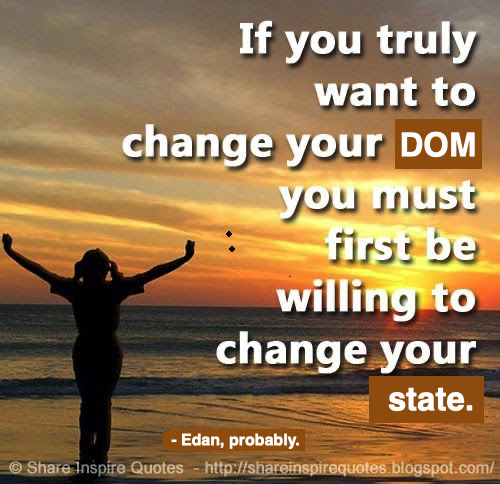 If you truly
want to
change your DOM
you must
first be
willing to
change your
state.
- Edan, probably.
© Share Inspire Quotes - http://shareinspirequotes.blogspot.com/